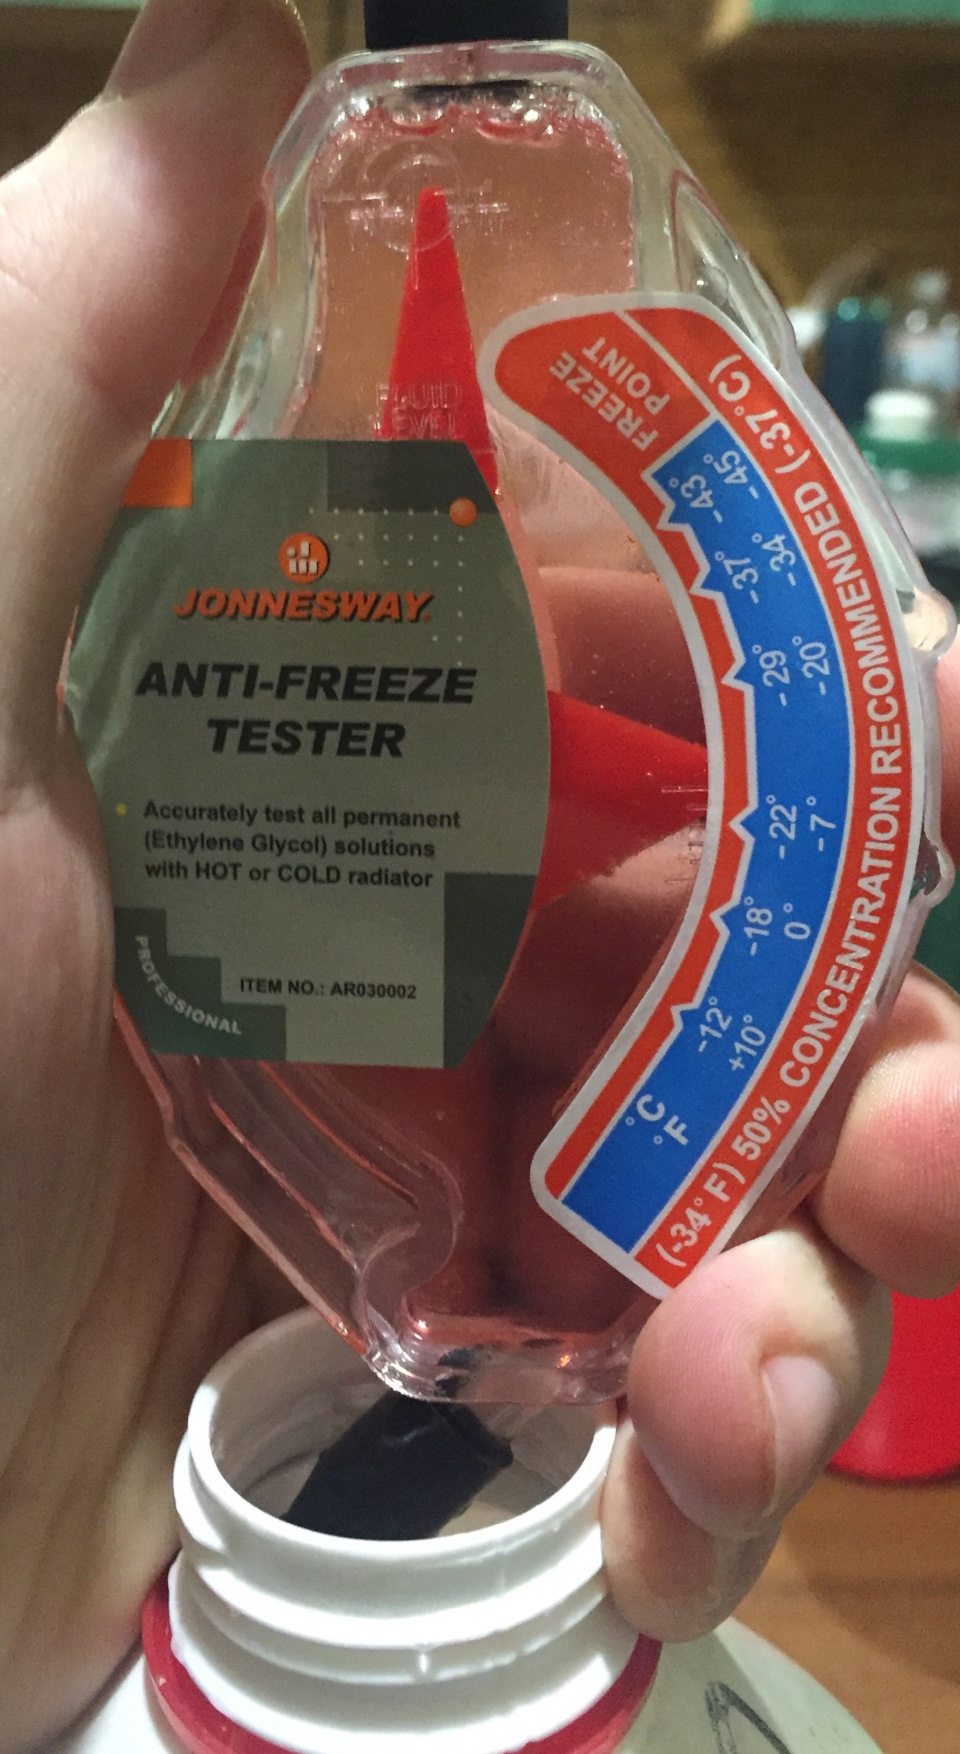 FLUID
LEVEL
JONNESWAY
ANTI-FREEZE
TESTER
Accurately test all permanent
(Ethylene Glycol) solutions
with HOT or COLD radiator
PROFESSIONAL
ITEM NO.: AR030002
FREEZE
POINT
-43° -45°
-37° -34°
-29° -20°
-22° -7°
-18° 0°
-12° +10°
°C °F
(-34°F) 50% CONCENTRATION RECOMMENDED (-37°C)